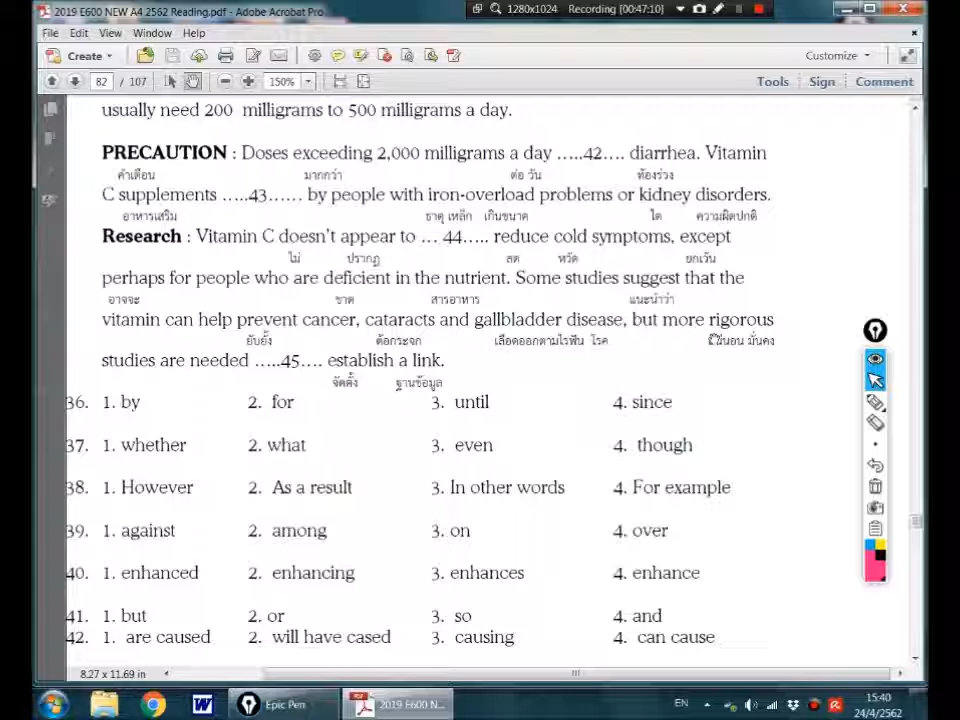 2019 E600 NEW A4 2562 Reading.pdf - Adobe Acrobat Pro
1280x1024 Recording [00:47:10]
File Edit View Window Help
Create Customize
82 / 107 150% Tools Sign Comment
usually need 200 milligrams to 500 milligrams a day.
PRECAUTION : Doses exceeding 2,000 milligrams a day .....42.... diarrhea. Vitamin
คำเตือน มากกว่า ต่อ วัน ท้องร่วง
C supplements .....43...... by people with iron-overload problems or kidney disorders.
อาหารเสริม ธาตุ เหล็ก เกินขนาด ไต ความผิดปกติ
Research : Vitamin C doesn't appear to ... 44..... reduce cold symptoms, except
ไม่ ปรากฏ ลด หวัด ยกเว้น
perhaps for people who are deficient in the nutrient. Some studies suggest that the
อาจจะ ขาด สารอาหาร แนะนำว่า
vitamin can help prevent cancer, cataracts and gallbladder disease, but more rigorous
ยับยั้ง ต้อกระจก เลือดออกตามไรฟัน โรค มั่นคง
studies are needed .....45.... establish a link.
จัดตั้ง ฐานข้อมูล
36. 1. by 2. for 3. until 4. since
37. 1. whether 2. what 3. even 4. though
38. 1. However 2. As a result 3. In other words 4. For example
39. 1. against 2. among 3. on 4. over
40. 1. enhanced 2. enhancing 3. enhances 4. enhance
41. 1. but 2. or 3. so 4. and
42. 1. are caused 2. will have cased 3. causing 4. can cause
8.27 x 11.69 in
Epic Pen 2019 E600 N... EN 15:40
24/4/2562